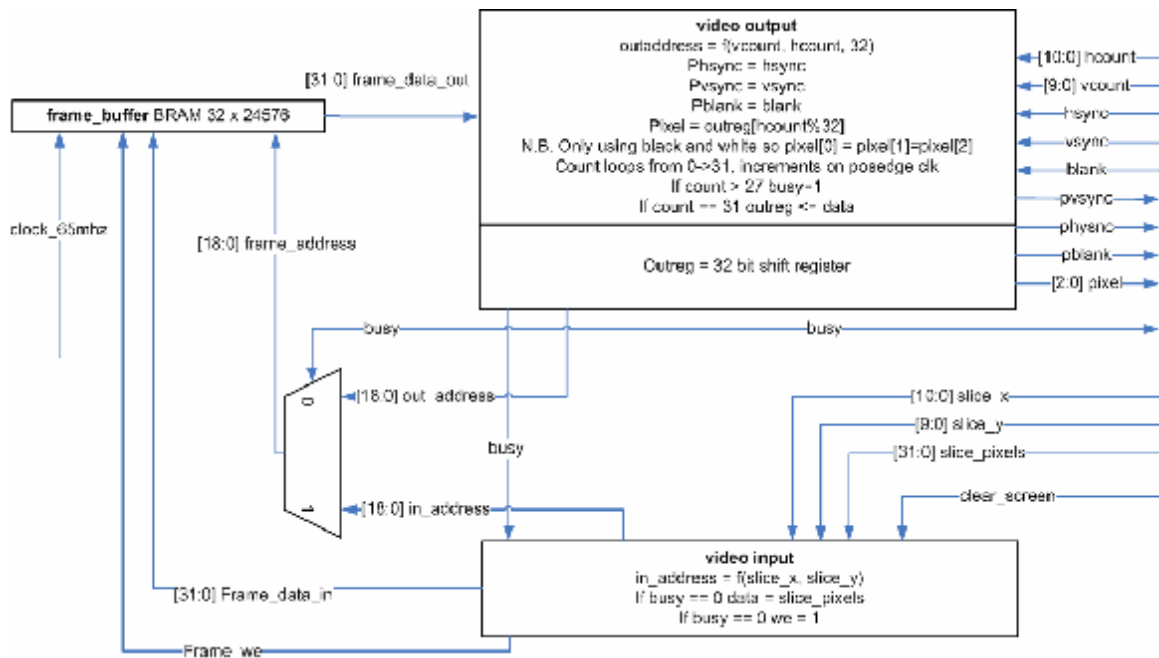 video output
outaddress = f(vcount, hcount, 32)
Phsync = hsync
Pvsync = vsync
Pblank = blank
Pixel = outreg[hcount%32]
N.B. Only using black and white so pixel[0] = pixel[1]=pixel[2]
Count loops from 0->31, increments on posedge clk
If count > 27 busy=1
If count == 31 outreg <= data
Outreg = 32 bit shift register
[31:0] frame_data_out
frame_buffer BRAM 32 x 24576
clock_65mhz
[18:0] frame_address
[10:0] hcount
[9:0] vcount
hsync
vsync
blank
pvsync
physnc
pblank
[2:0] pixel
busy
busy
0
[18:0] out_address
busy
1
[18:0] in_address
[10:0] slice_x
[9:0] slice_y
[31:0] slice_pixels
clear_screen
video input
in_address = f(slice_x, slice_y)
If busy == 0 data = slice_pixels
If busy == 0 we = 1
[31:0] Frame_data_in
Frame_we